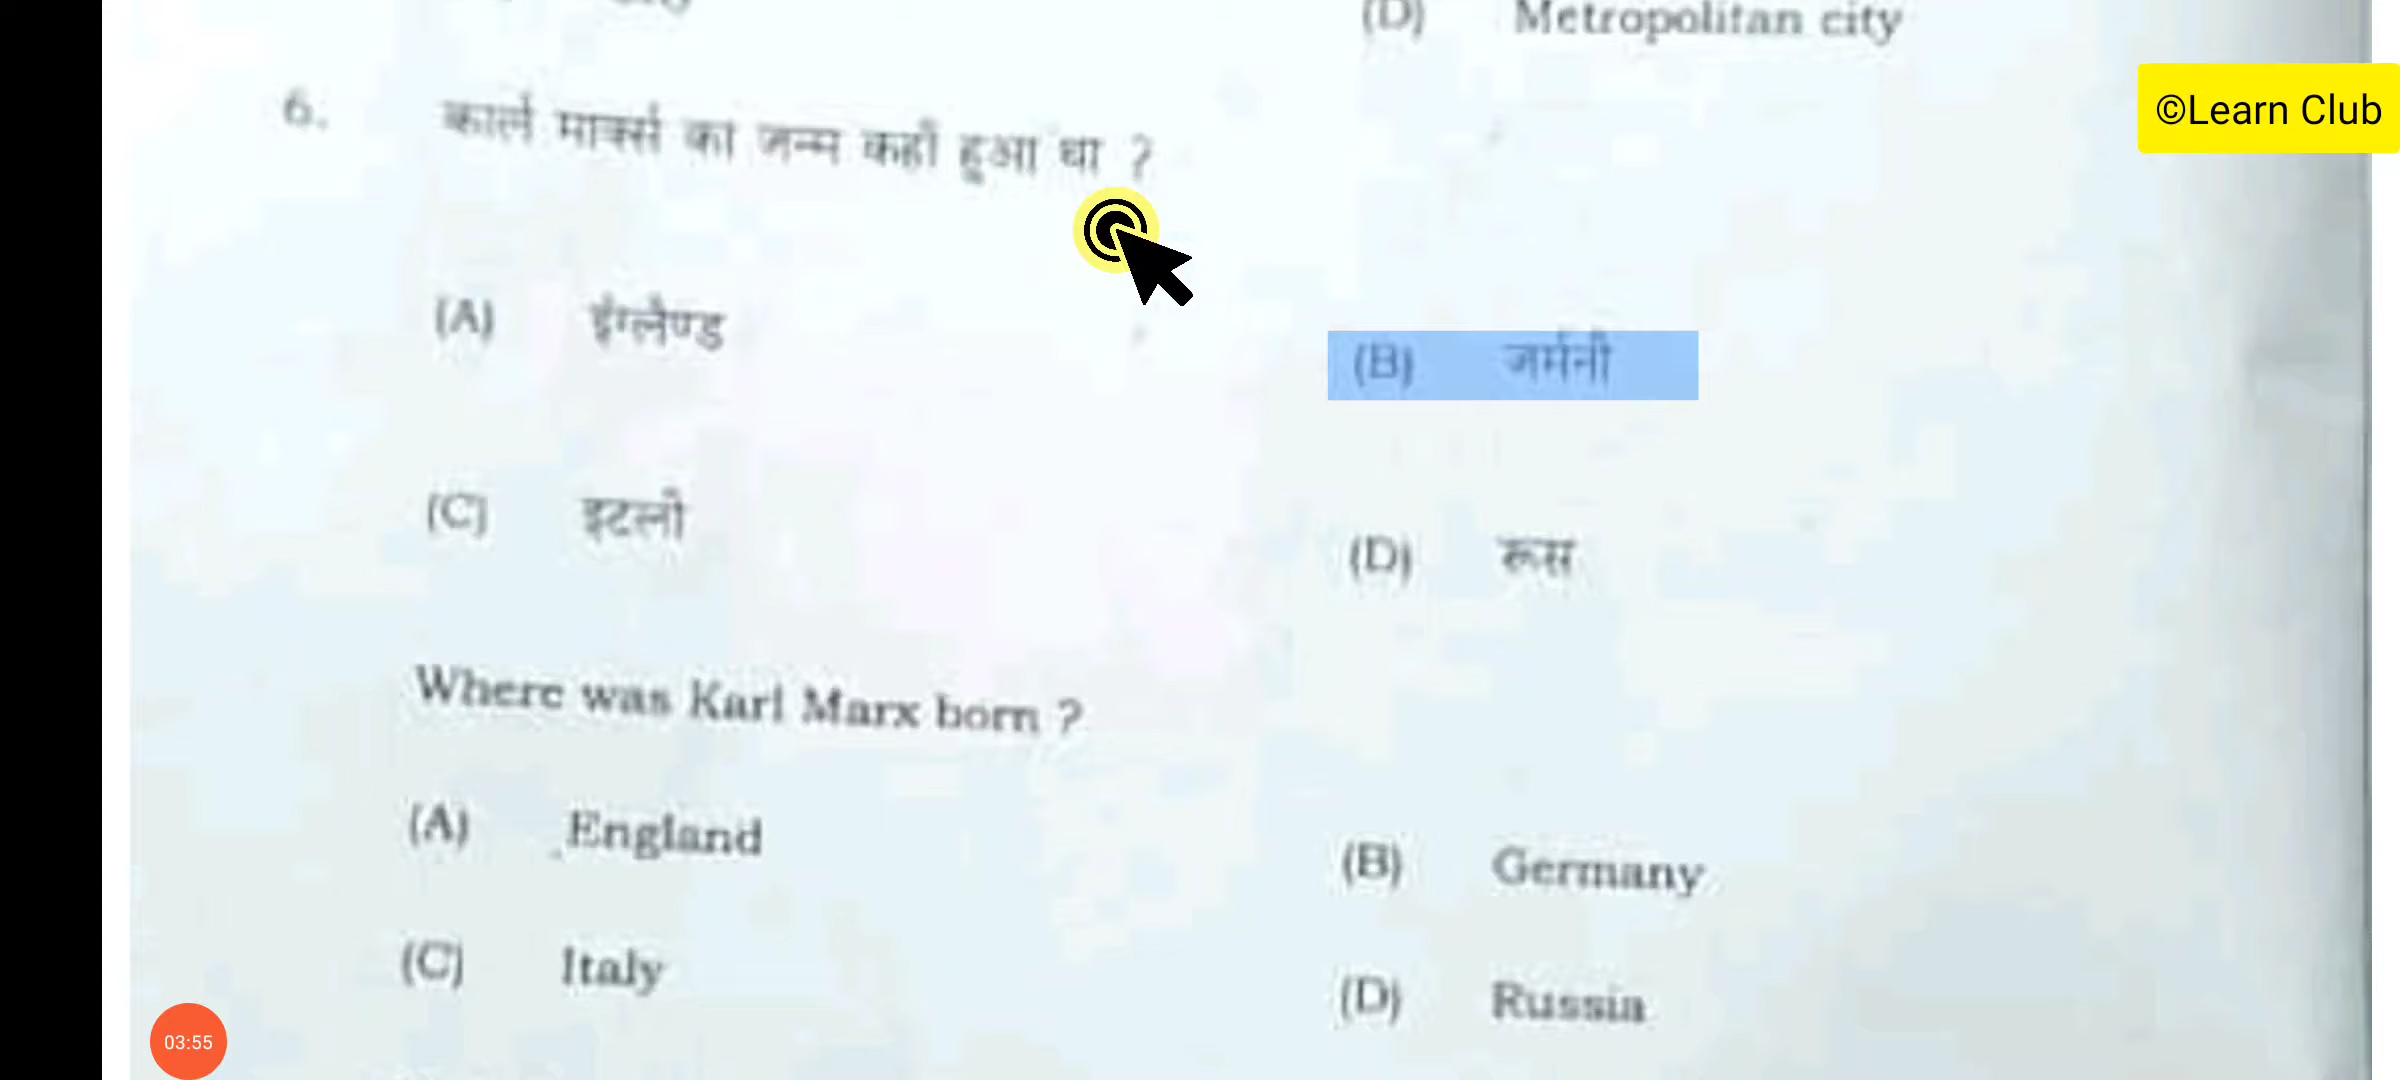 (D) Metropolitan city
©Learn Club
6. कार्ल मार्क्स का जन्म कहाँ हुआ था ?
(A) इंग्लैण्ड
(B) जर्मनी
(C) इटली
(D) रूस
Where was Karl Marx born ?
(A) England
(B) Germany
(C) Italy
(D) Russia
03:55